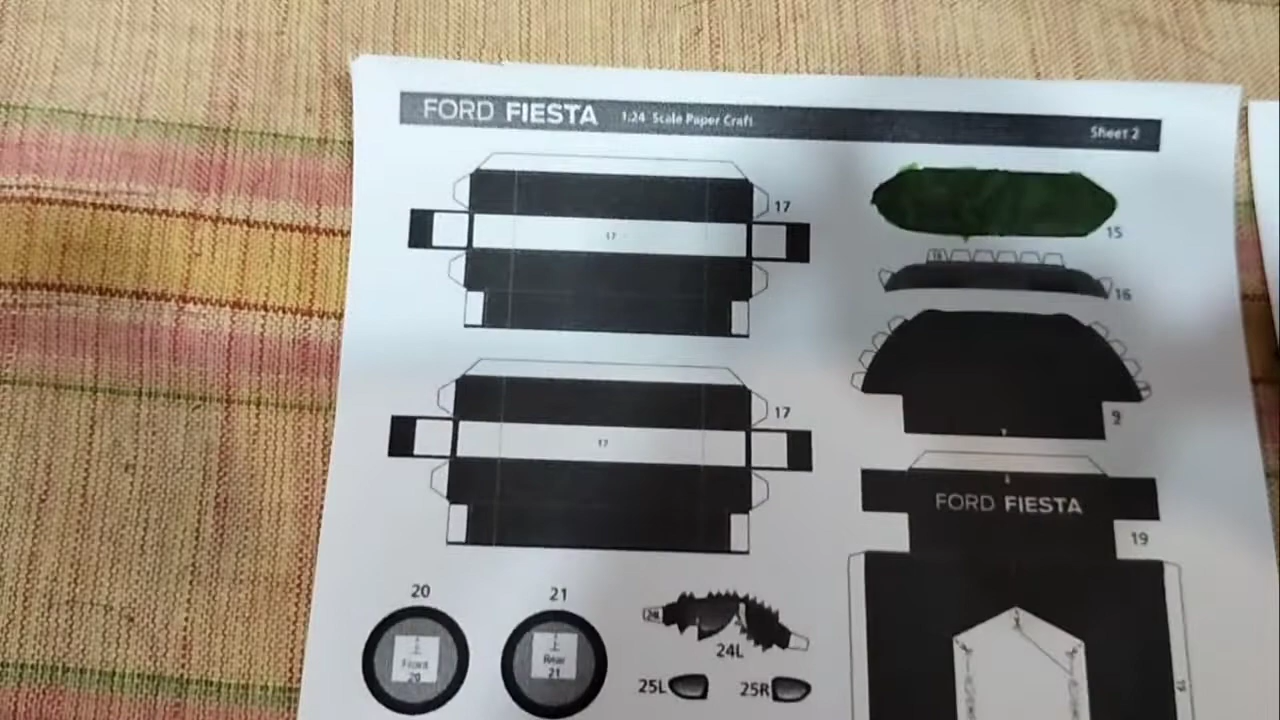 FORD FIESTA 1:24 Scale Paper Craft Sheet 2
17
17
15
16
17
17
9
FORD FIESTA
19
20
21
Front
20
Rear
21
24L
25L
25R
19